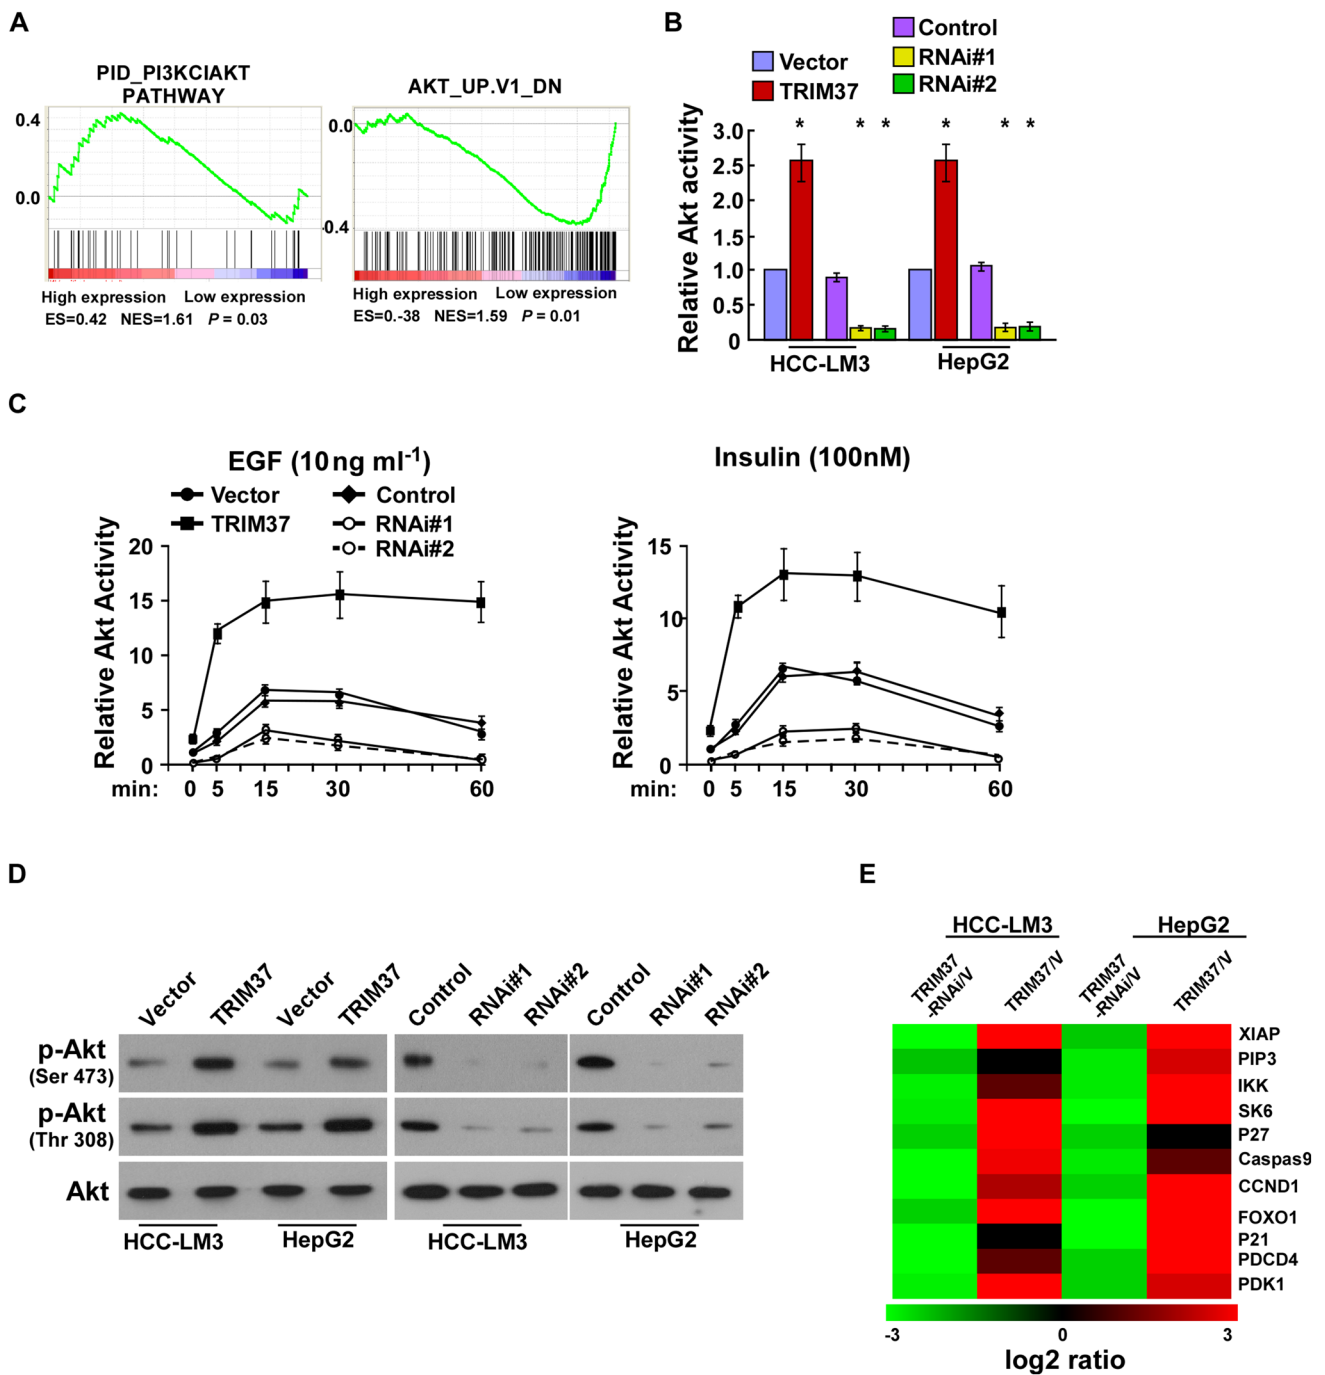 A
PID_PI3KCIAKT
PATHWAY
0.4
0.0
High expression Low expression
ES=0.42 NES=1.61 P = 0.03
AKT_UP.V1_DN
0.0
-0.4
High expression Low expression
ES=0.-38 NES=1.59 P = 0.01
B
Vector
TRIM37
Control
RNAi#1
RNAi#2
Relative Akt activity
3.0
2.5
2.0
1.5
1.0
0.5
0
* * * * * *
HCC-LM3 HepG2
C
EGF (10 ng ml-1)
Vector
TRIM37
Control
RNAi#1
RNAi#2
Relative Akt Activity
20
15
10
5
0
min: 0 5 15 30 60
Insulin (100nM)
Relative Akt Activity
15
10
5
0
min: 0 5 15 30 60
D
Vector TRIM37 Vector TRIM37 Control RNAi#1 RNAi#2 Control RNAi#1 RNAi#2
p-Akt
(Ser 473)
p-Akt
(Thr 308)
Akt
HCC-LM3 HepG2 HCC-LM3 HepG2
E
HCC-LM3 HepG2
TRIM37
-RNAi/V
TRIM37/V
TRIM37
-RNAi/V
TRIM37/V
XIAP
PIP3
IKK
SK6
P27
Caspas9
CCND1
FOXO1
P21
PDCD4
PDK1
-3 0 3
log2 ratio